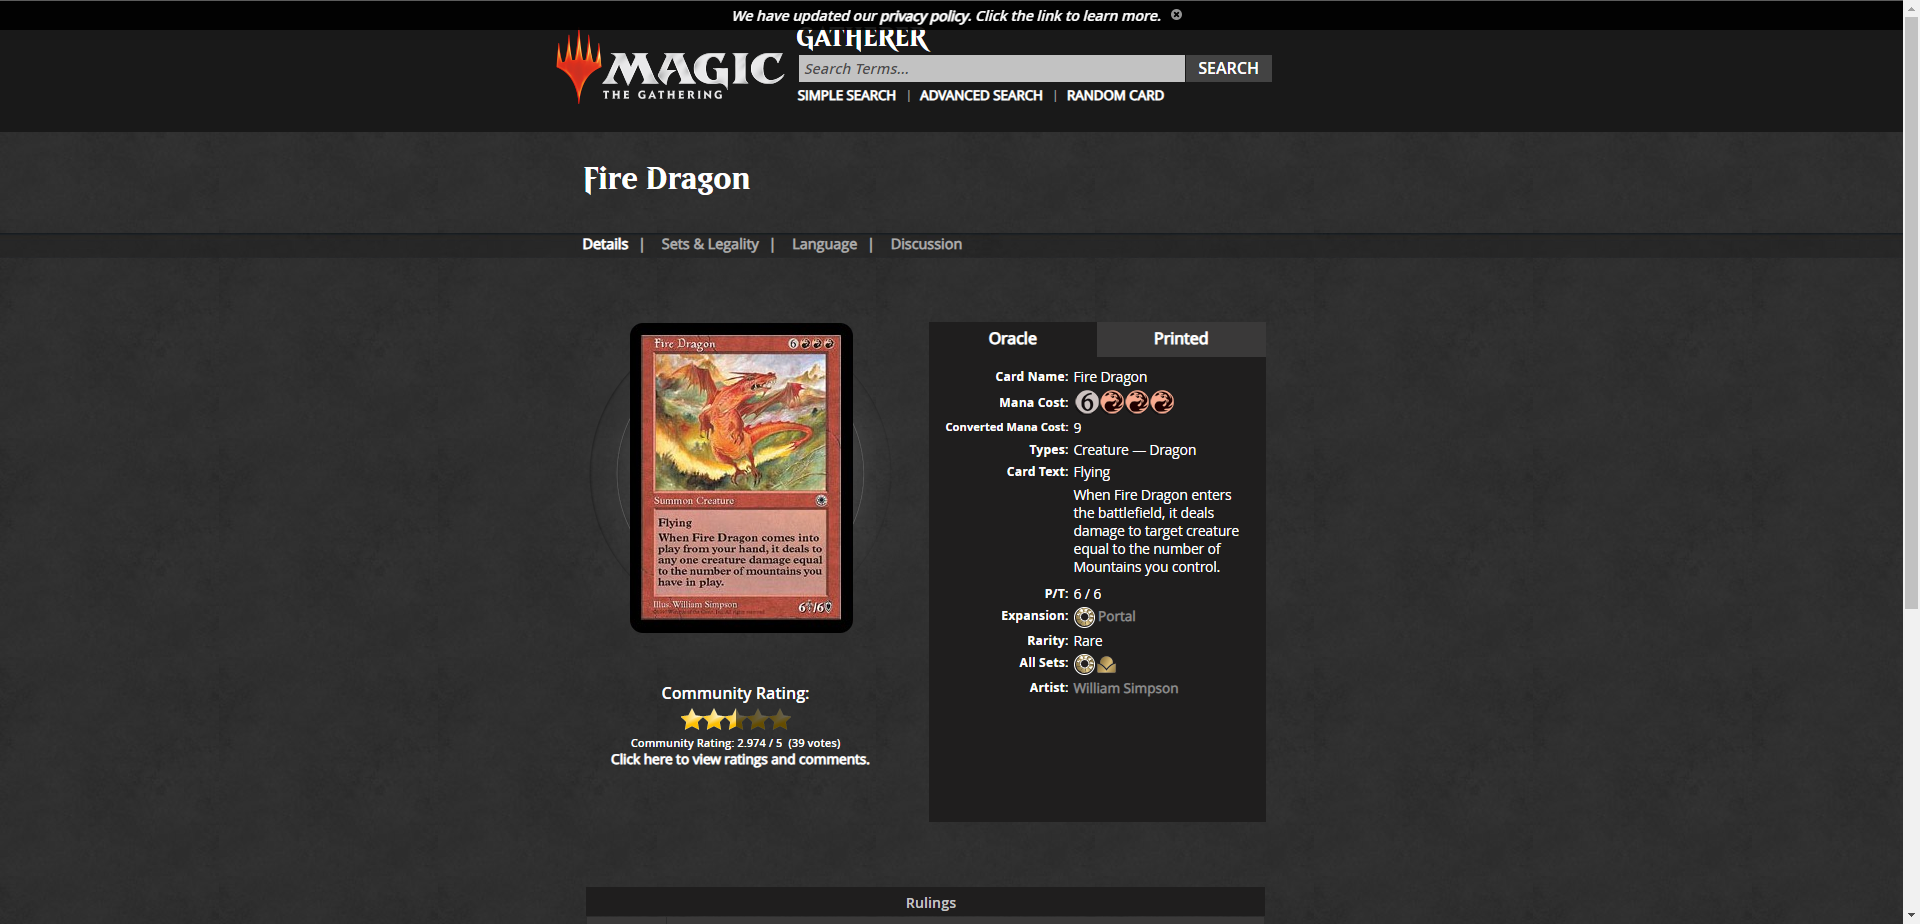 We have updated our privacy policy. Click the link to learn more.
GATHERER
MAGIC
THE GATHERING
Search Terms...
SEARCH
SIMPLE SEARCH | ADVANCED SEARCH | RANDOM CARD
Fire Dragon
Details | Sets & Legality | Language | Discussion
Fire Dragon 6
Summon Creature
Flying
When Fire Dragon comes into
play from your hand, it deals to
any one creature damage equal
to the number of mountains you
have in play.
Illus. William Simpson
6/6
Community Rating:
Community Rating: 2.974 / 5 (39 votes)
Click here to view ratings and comments.
Oracle Printed
Card Name: Fire Dragon
Mana Cost: 6
Converted Mana Cost: 9
Types: Creature — Dragon
Card Text: Flying
When Fire Dragon enters
the battlefield, it deals
damage to target creature
equal to the number of
Mountains you control.
P/T: 6 / 6
Expansion: Portal
Rarity: Rare
All Sets:
Artist: William Simpson
Rulings